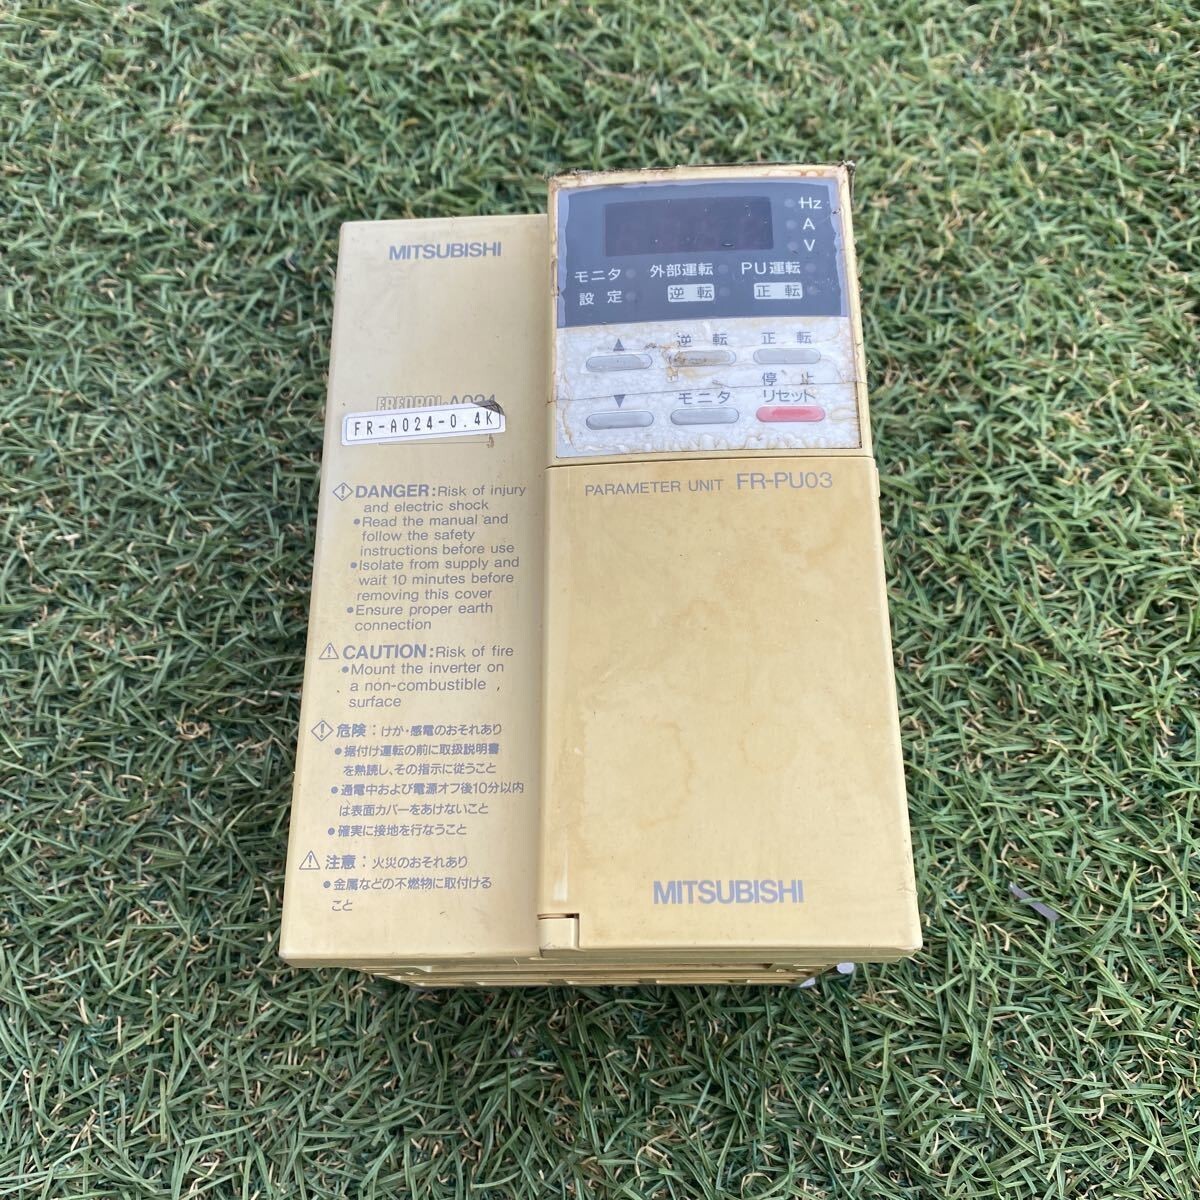 MITSUBISHI
FREQROL-A024
FR-A024-0.4K
DANGER:Risk of injury
and electric shock
•Read the manual and
follow the safety
instructions before use
•Isolate from supply and
wait 10 minutes before
removing this cover
•Ensure proper earth
connection
CAUTION:Risk of fire
•Mount the inverter on
a non-combustible
surface
危険：けが・感電のおそれあり
•据付け運転の前に取扱説明書
を熟読し、その指示に従うこと
•通電中および電源オフ後10分以内
は表面カバーをあけないこと
•確実に接地を行なうこと
注意：火災のおそれあり
•金属などの不燃物に取付ける
こと
Hz
A
V
モニタ 外部運転 PU運転
設定 逆転 正転
▲ 逆転 正転
停止
▼ モニタ リセット
PARAMETER UNIT FR-PU03
MITSUBISHI